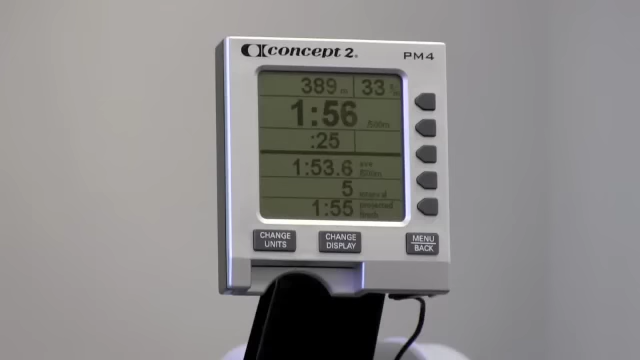 concept 2
PM4
389 m 33 s/m
1:56 /500m
:25
1:53.6 ave /500m
5 interval
1:55 projected finish
CHANGE UNITS
CHANGE DISPLAY
MENU
BACK